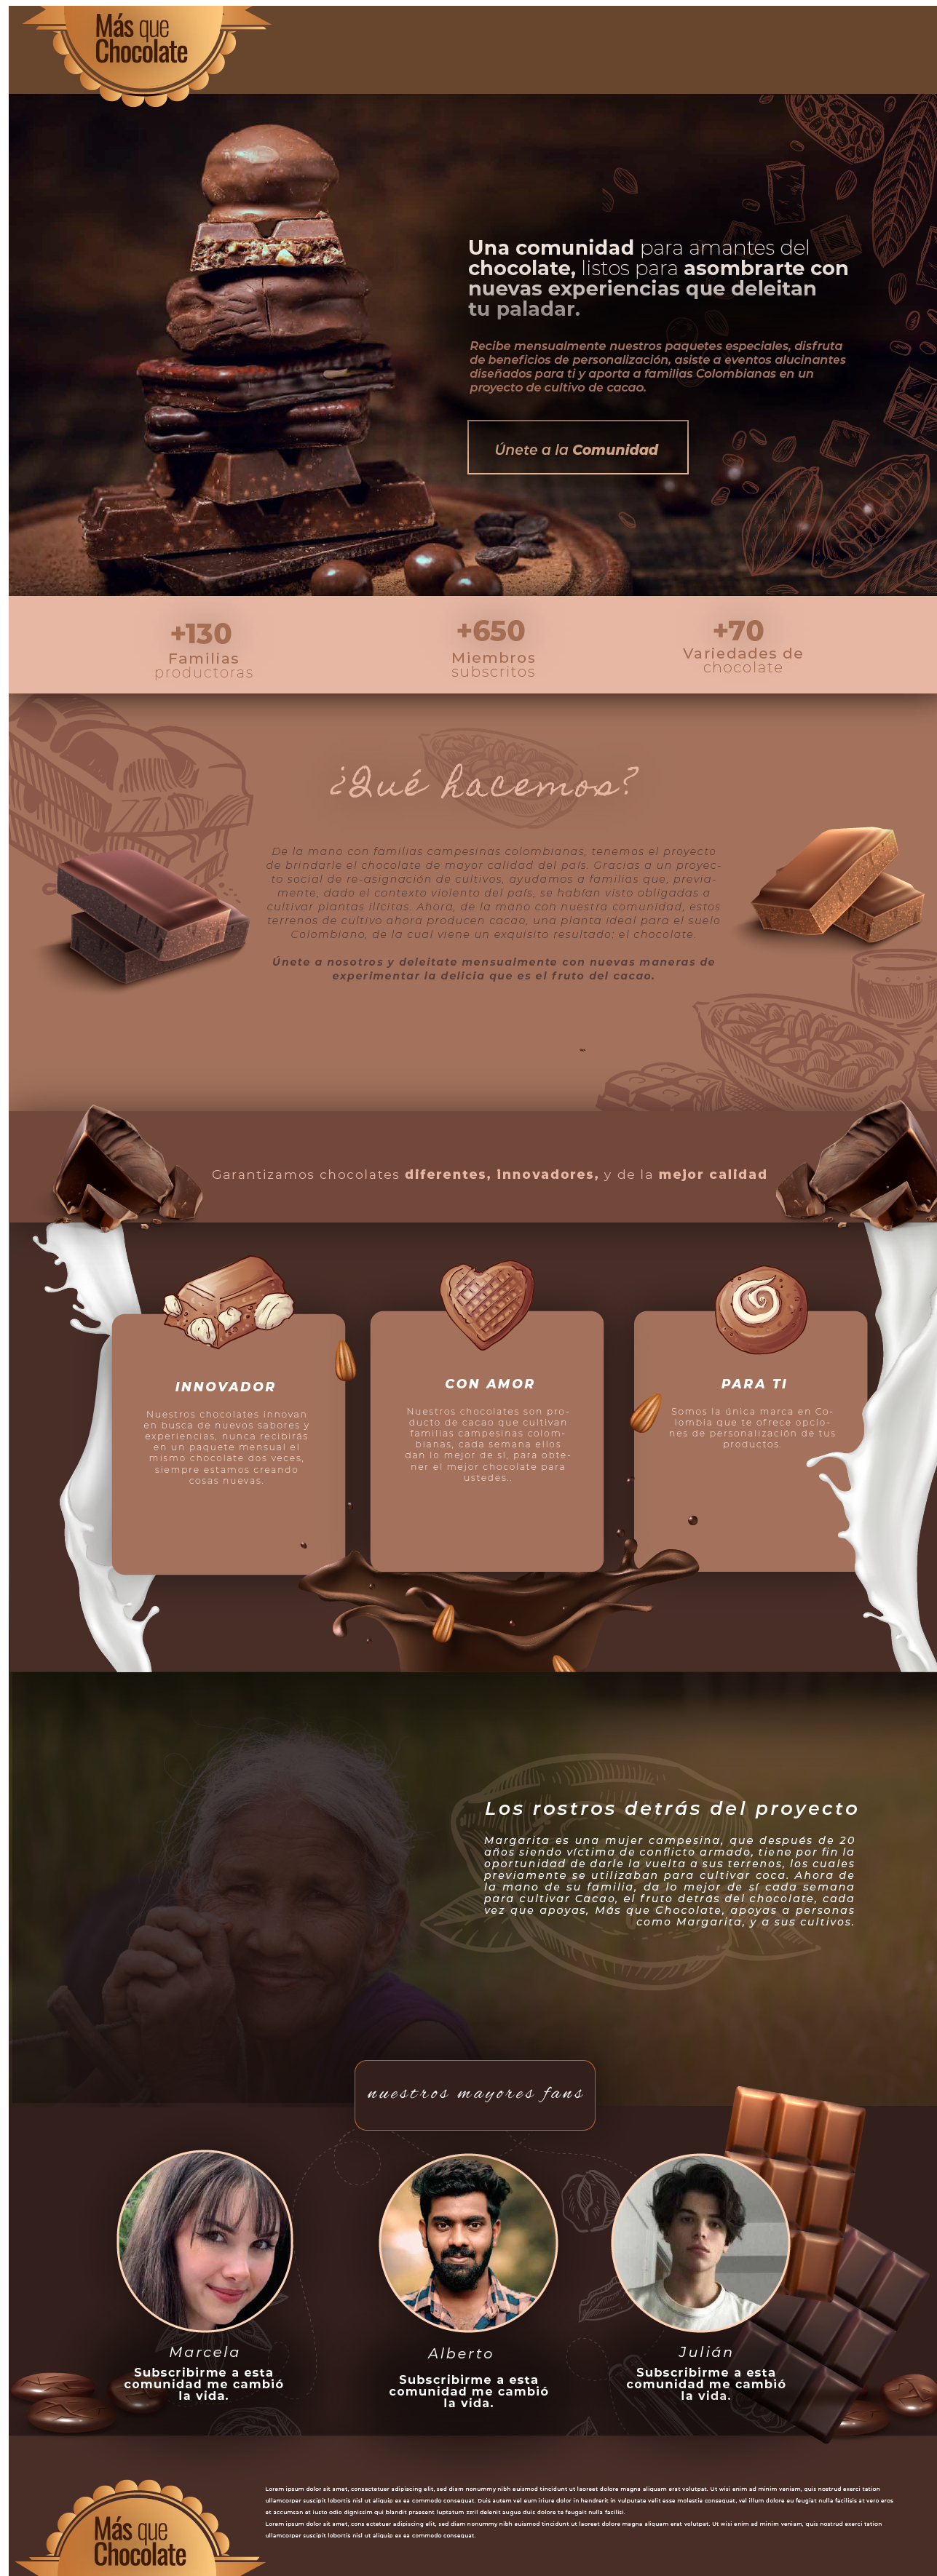 Más que
Chocolate
Una comunidad para amantes del
chocolate, listos para asombrarte con
nuevas experiencias que deleitan
tu paladar.
Recibe mensualmente nuestros paquetes especiales, disfruta
de beneficios de personalización, asiste a eventos alucinantes
diseñados para ti y aporta a familias Colombianas en un
proyecto de cultivo de cacao.
Únete a la Comunidad
+130
Familias
productoras
+650
Miembros
subscritos
+70
Variedades de
chocolate
¿Qué hacemos?
De la mano con familias campesinas colombianas, tenemos el proyecto
de brindarle el chocolate de mayor calidad del país. Gracias a un proyec-
to social de re-asignación de cultivos, ayudamos a familias que, previa-
mente, dado el contexto violento del país, se habían visto obligadas a
cultivar plantas ilícitas. Ahora, de la mano con nuestra comunidad, estos
terrenos de cultivo ahora producen cacao, una planta ideal para el suelo
Colombiano, de la cual viene un exquisito resultado: el chocolate.
Únete a nosotros y deleitate mensualmente con nuevas maneras de
experimentar la delicia que es el fruto del cacao.
Garantizamos chocolates diferentes, innovadores, y de la mejor calidad
INNOVADOR
Nuestros chocolates innovan
en busca de nuevos sabores y
experiencias, nunca recibirás
en un paquete mensual el
mismo chocolate dos veces,
siempre estamos creando
cosas nuevas.
CON AMOR
Nuestros chocolates son pro-
ducto de cacao que cultivan
familias campesinas colom-
bianas, cada semana ellos
dan lo mejor de sí, para obte-
ner el mejor chocolate para
ustedes..
PARA TI
Somos la única marca en Co-
lombia que te ofrece opcio-
nes de personalización de tus
productos.
Los rostros detrás del proyecto
Margarita es una mujer campesina, que después de 20
años siendo víctima de conflicto armado, tiene por fin la
oportunidad de darle la vuelta a sus terrenos, los cuales
previamente se utilizaban para cultivar coca. Ahora de
la mano de su familia, da lo mejor de sí cada semana
para cultivar Cacao, el fruto detrás del chocolate, cada
vez que apoyas, Más que Chocolate, apoyas a personas
como Margarita, y a sus cultivos.
nuestros mayores fans
Marcela
Subscribirme a esta
comunidad me cambió
la vida.
Alberto
Subscribirme a esta
comunidad me cambió
la vida.
Julián
Subscribirme a esta
comunidad me cambió
la vida.
Más que
Chocolate
Lorem ipsum dolor sit amet, consectetuer adipiscing elit, sed diam nonummy nibh euismod tincidunt ut laoreet dolore magna aliquam erat volutpat. Ut wisi enim ad minim veniam, quis nostrud exerci tation
ullamcorper suscipit lobortis nisl ut aliquip ex ea commodo consequat. Duis autem vel eum iriure dolor in hendrerit in vulputate velit esse molestie consequat, vel illum dolore eu feugiat nulla facilisis at vero eros
et accumsan et iusto odio dignissim qui blandit praesent luptatum zzril delenit augue duis dolore te feugait nulla facilisi.
Lorem ipsum dolor sit amet, cons ectetuer adipiscing elit, sed diam nonummy nibh euismod tincidunt ut laoreet dolore magna aliquam erat volutpat. Ut wisi enim ad minim veniam, quis nostrud exerci tation
ullamcorper suscipit lobortis nisl ut aliquip ex ea commodo consequat.